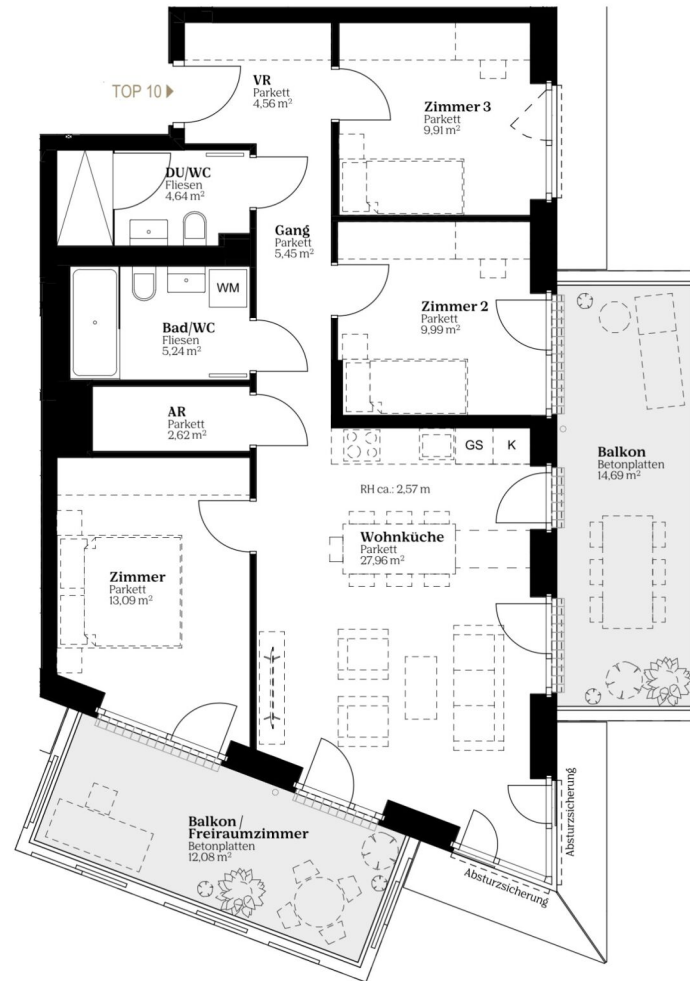 TOP 10
VR
Parkett
4,56 m²
Zimmer 3
Parkett
9,91 m²
DU/WC
Fliesen
4,64 m²
Gang
Parkett
5,45 m²
WM
Bad/WC
Fliesen
5,24 m²
Zimmer 2
Parkett
9,99 m²
AR
Parkett
2,62 m²
GS
K
RH ca.: 2,57 m
Balkon
Betonplatten
14,69 m²
Wohnküche
Parkett
27,96 m²
Zimmer
Parkett
13,09 m²
Balkon /
Freiraumzimmer
Betonplatten
12,08 m²
Absturzsicherung
Absturzsicherung